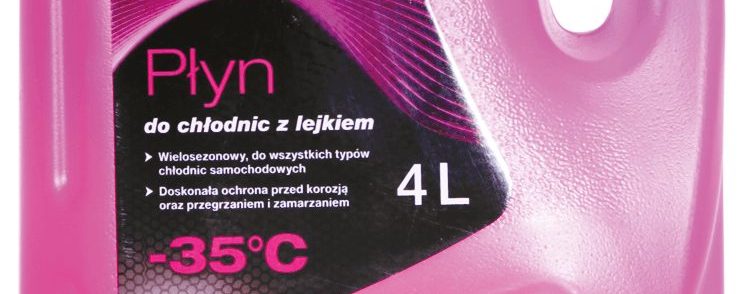 Płyn
do chłodnic z lejkiem
Wielosezonowy, do wszystkich typów
chłodnic samochodowych
Doskonała ochrona przed korozją
oraz przegrzaniem i zamarzaniem
4 L
-35°C